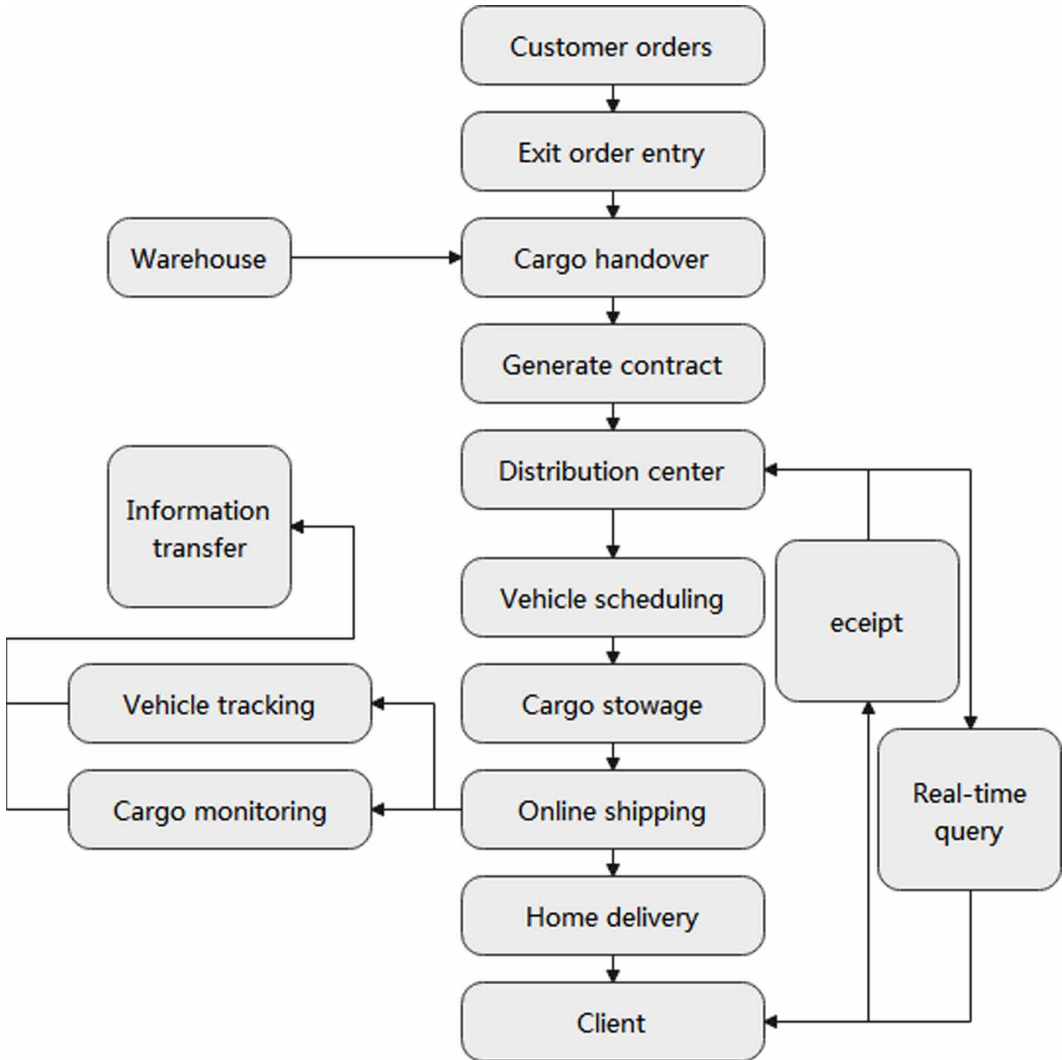 Customer orders
Exit order entry
Warehouse
Cargo handover
Generate contract
Distribution center
Information
transfer
Vehicle scheduling
eceipt
Vehicle tracking
Cargo stowage
Cargo monitoring
Online shipping
Real-time
query
Home delivery
Client